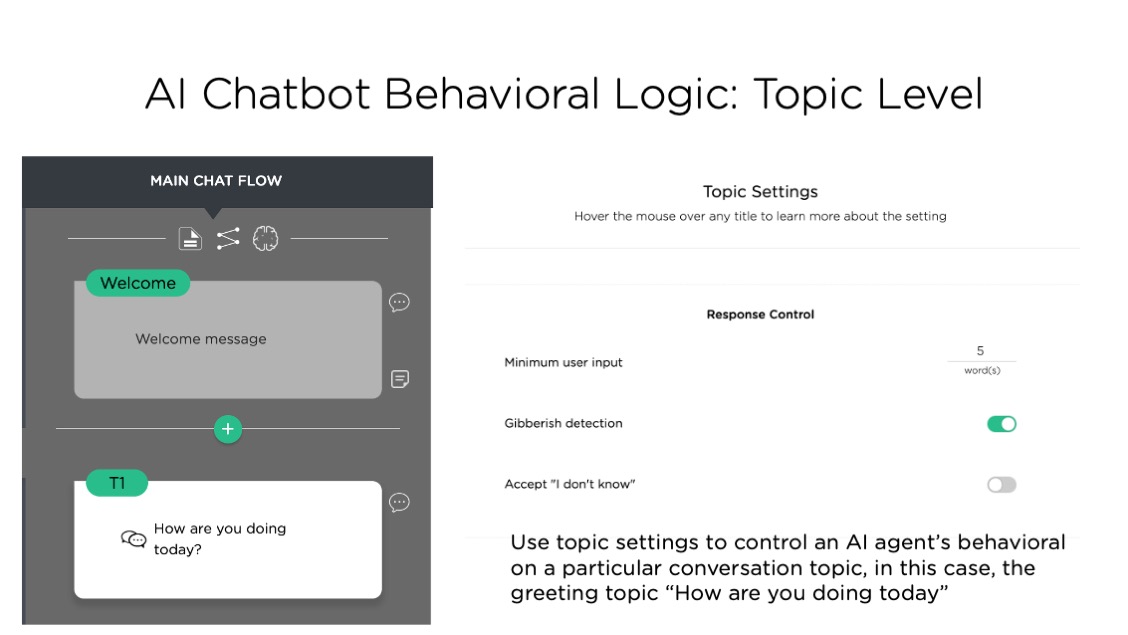 AI Chatbot Behavioral Logic: Topic Level
MAIN CHAT FLOW
Welcome
Welcome message
+
T1
How are you doing
today?
Topic Settings
Hover the mouse over any title to learn more about the setting
Response Control
Minimum user input
5
word(s)
Gibberish detection
Accept "I don't know"
Use topic settings to control an AI agent’s behavioral
on a particular conversation topic, in this case, the
greeting topic “How are you doing today”